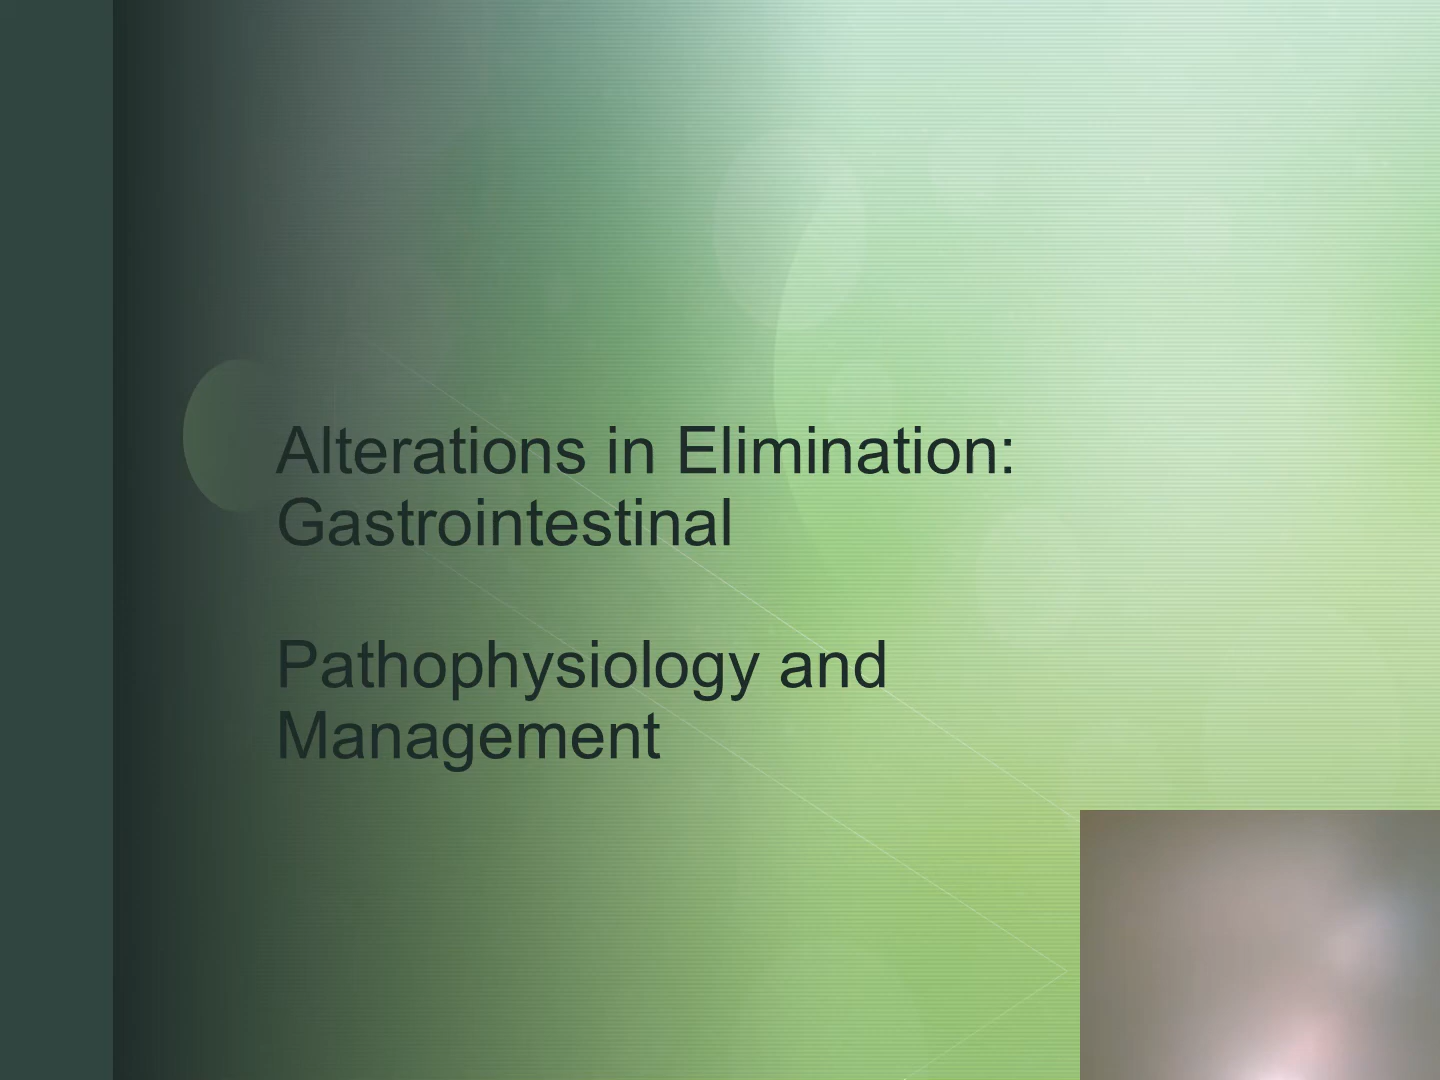 Alterations in Elimination:
Gastrointestinal
Pathophysiology and
Management